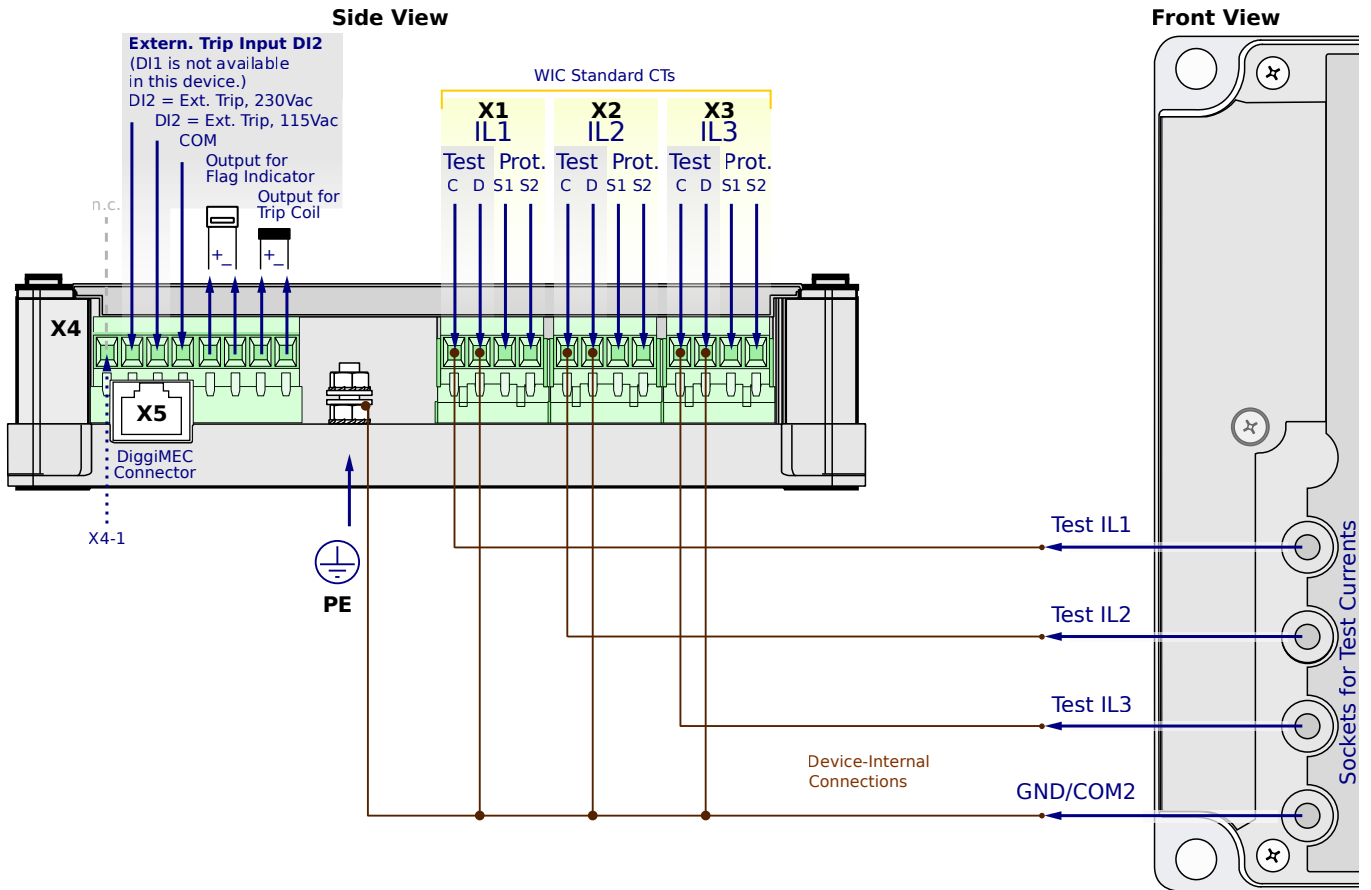 Side View
Front View
Extern. Trip Input DI2
(DI1 is not available
in this device.)
DI2 = Ext. Trip, 230Vac
DI2 = Ext. Trip, 115Vac
COM
Output for
Flag Indicator
Output for
Trip Coil
n.c.
+
–
+
–
WIC Standard CTs
X1
IL1
Test Prot.
C D S1 S2
X2
IL2
Test Prot.
C D S1 S2
X3
IL3
Test Prot.
C D S1 S2
X4
X5
DiggiMEC
Connector
X4-1
PE
Test IL1
Test IL2
Test IL3
GND/COM2
Device-Internal
Connections
Sockets for Test Currents